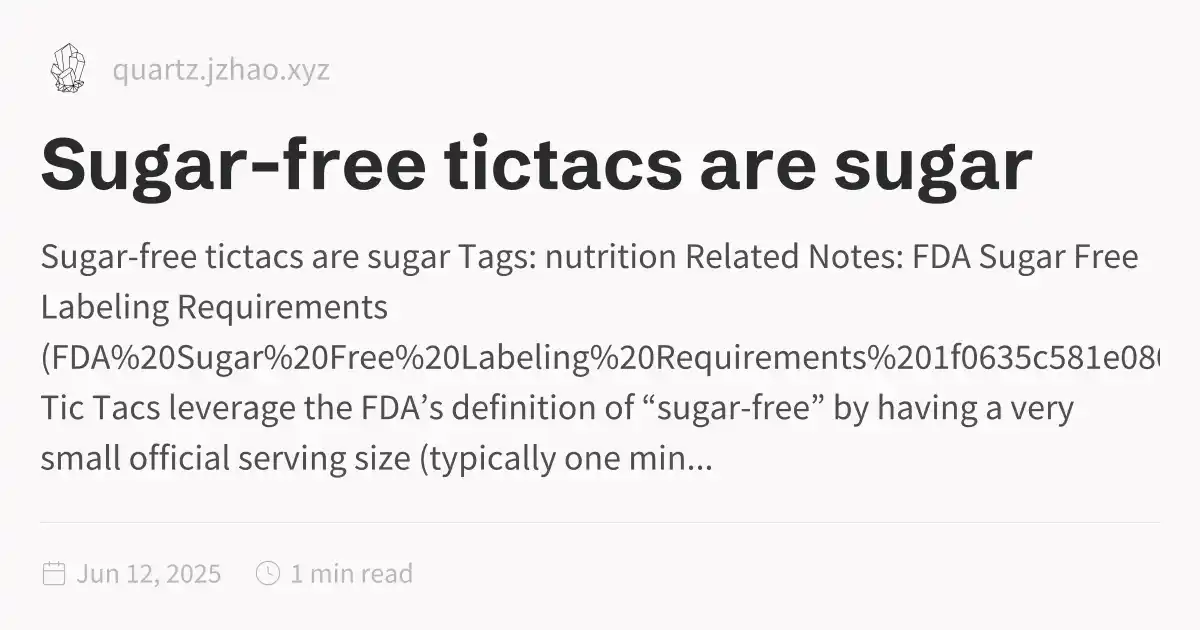 quartz.jzhao.xyz
Sugar-free tictacs are sugar
Sugar-free tictacs are sugar Tags: nutrition Related Notes: FDA Sugar Free
Labeling Requirements
(FDA%20Sugar%20Free%20Labeling%20Requirements%201f0635c581e08
Tic Tacs leverage the FDA’s definition of “sugar-free” by having a very
small official serving size (typically one min...
Jun 12, 2025 1 min read